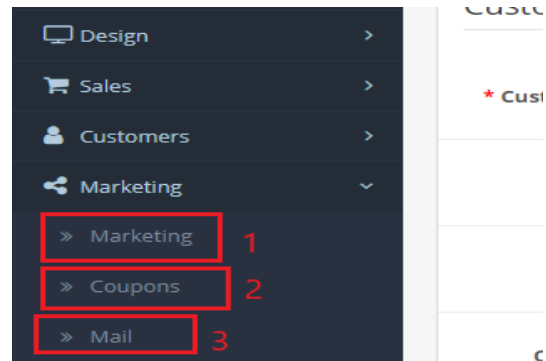 Design
Sales
Customers
Marketing
Marketing 1
Coupons 2
Mail 3
* Cust